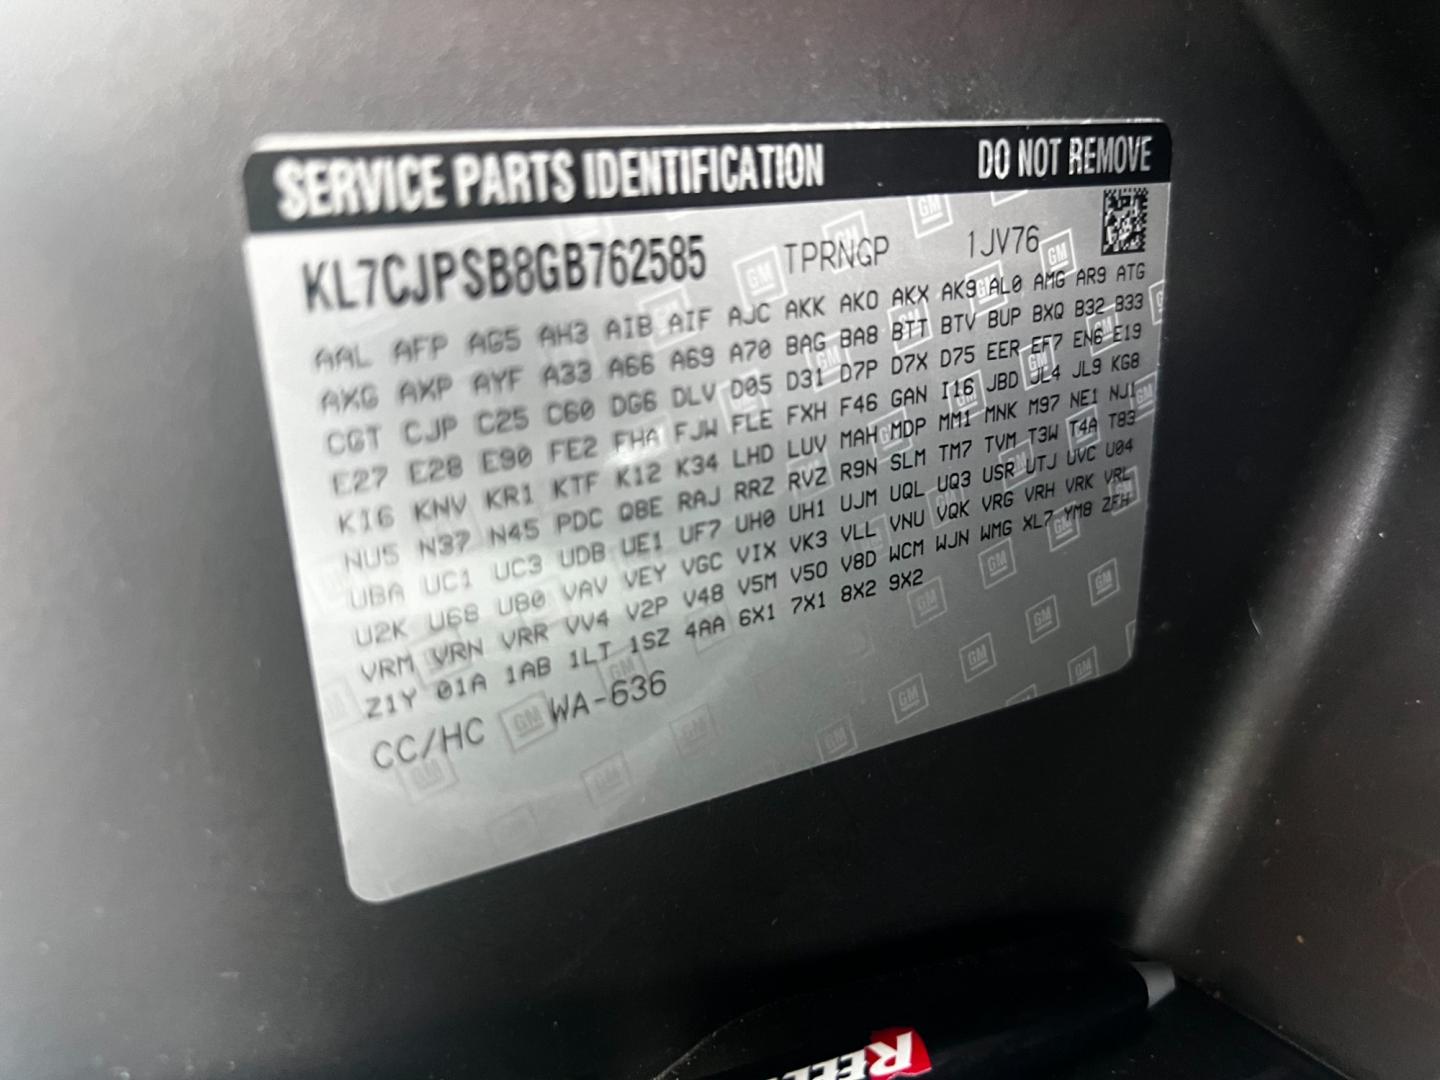 SERVICE PARTS IDENTIFICATION DO NOT REMOVE
KL7CJPSB8GB762585 TPRNGP 1JV76
AAL AFP AG5 AH3 AIB AIF AJC AKK AKO AKX AK9 AL0 AMG AR9 ATG
AXG AXP AYF A33 A66 A69 A70 BAG BA8 BTT BTV BUP BXQ B32 B33
CGT CJP C25 C60 DG6 DLV D05 D31 D7P D7X D75 EER EF7 EN6 E19
E27 E28 E90 FE2 FHA FJW FLE FXH F46 GAN I16 JBD JL4 JL9 KG8
KI6 KNV KR1 KTF K12 K34 LHD LUV MAH MDP MM1 MNK M97 NE1 NJ1
NU5 N37 N45 PDC QBE RAJ RRZ RVZ R9N SLM TM7 TVM T3W T4A T83
UBA UC1 UC3 UDB UE1 UF7 UH0 UH1 UJM UQL UQ3 USR UTJ UVC U04
U2K U68 U80 VAV VEY VGC VIX VK3 VLL VNU VQK VRG VRH VRK VRL
VRM VRN VRR VV4 V2P V48 V5M V50 V8D WCM WJN WMG XL7 YM8 ZFH
Z1Y 01A 1AB 1LT 1SZ 4AA 6X1 7X1 8X2 9X2
CC/HC WA-636